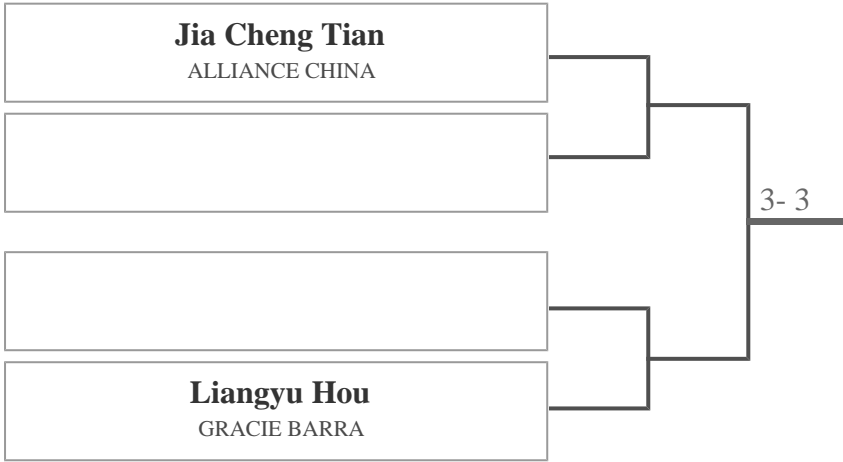 Jia Cheng Tian
ALLIANCE CHINA
3- 3
Liangyu Hou
GRACIE BARRA